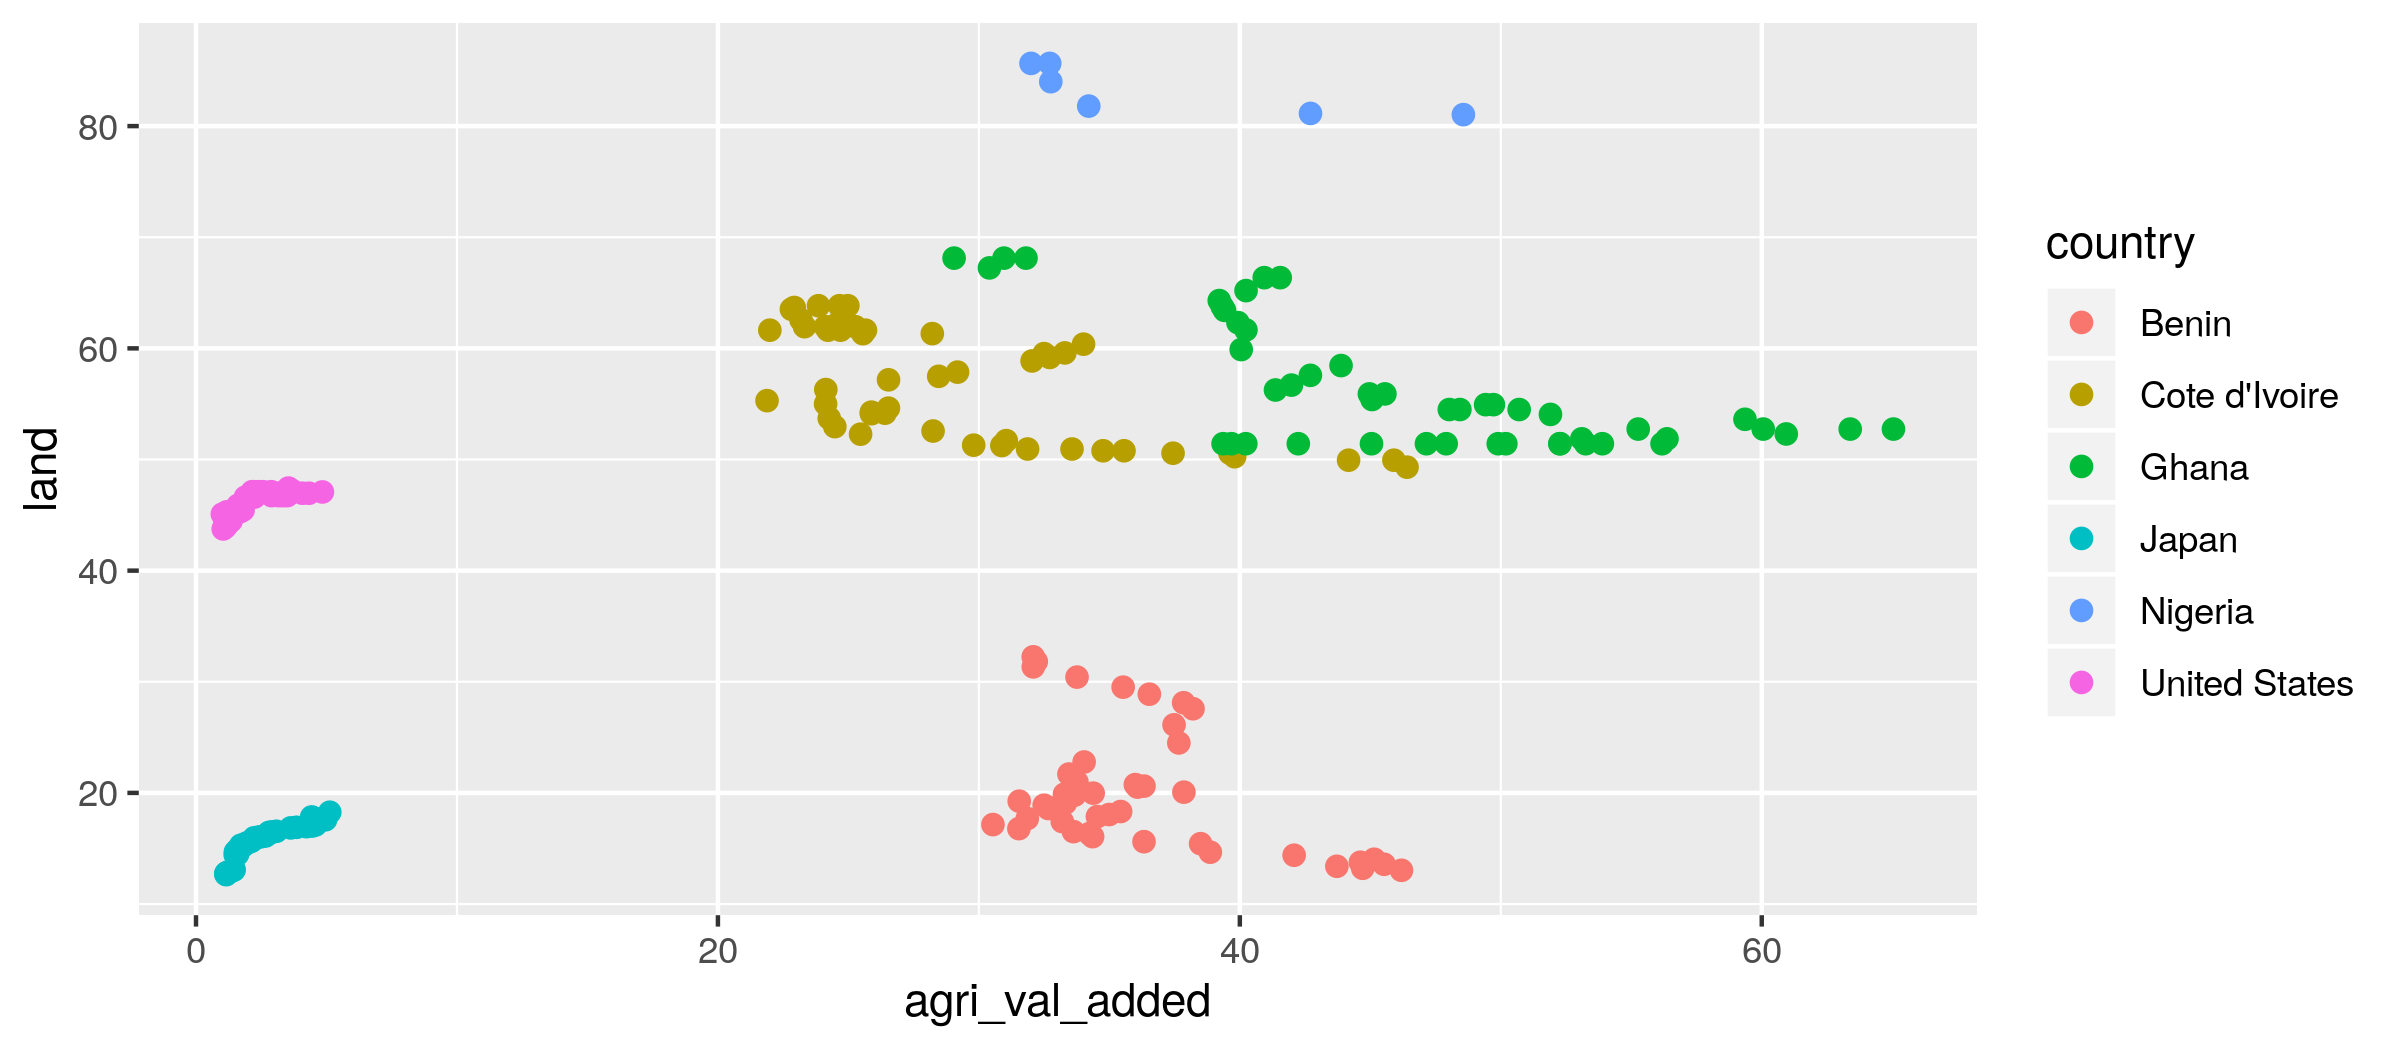 80
60
40
20
land
0 20 40 60
agri_val_added
country
Benin
Cote d'Ivoire
Ghana
Japan
Nigeria
United States